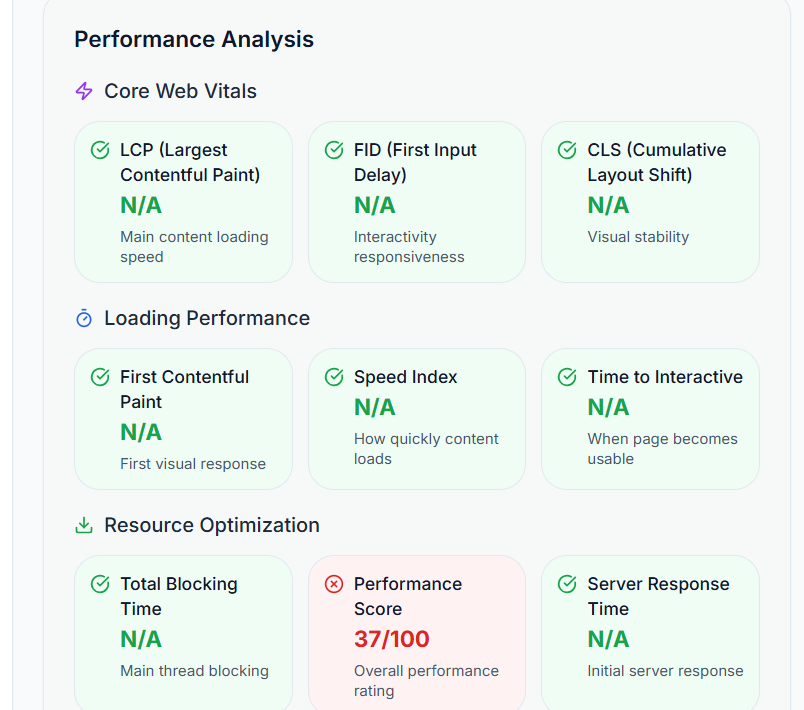 Performance Analysis
Core Web Vitals
LCP (Largest
Contentful Paint)
N/A
Main content loading
speed
FID (First Input
Delay)
N/A
Interactivity
responsiveness
CLS (Cumulative
Layout Shift)
N/A
Visual stability
Loading Performance
First Contentful
Paint
N/A
First visual response
Speed Index
N/A
How quickly content
loads
Time to Interactive
N/A
When page becomes
usable
Resource Optimization
Total Blocking
Time
N/A
Main thread blocking
Performance
Score
37/100
Overall performance
rating
Server Response
Time
N/A
Initial server response